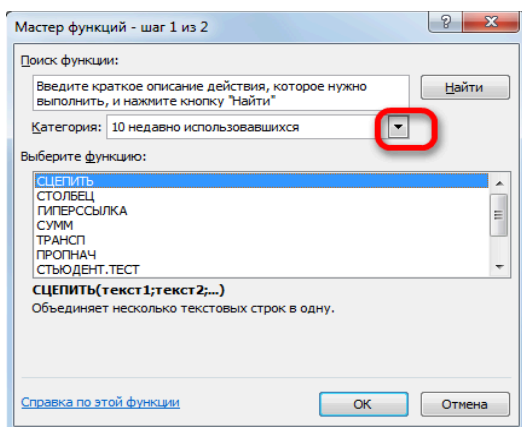 Мастер функций - шаг 1 из 2
?
X
Поиск функции:
Введите краткое описание действия, которое нужно
выполнить, и нажмите кнопку "Найти"
Найти
Категория: 10 недавно использовавшихся
Выберите функцию:
СЦЕПИТЬ
СТОЛБЕЦ
ГИПЕРССЫЛКА
СУММ
ТРАНСП
ПРОПНАЧ
СТЬЮДЕНТ.ТЕСТ
СЦЕПИТЬ(текст1;текст2;...)
Объединяет несколько текстовых строк в одну.
Справка по этой функции
ОК
Отмена